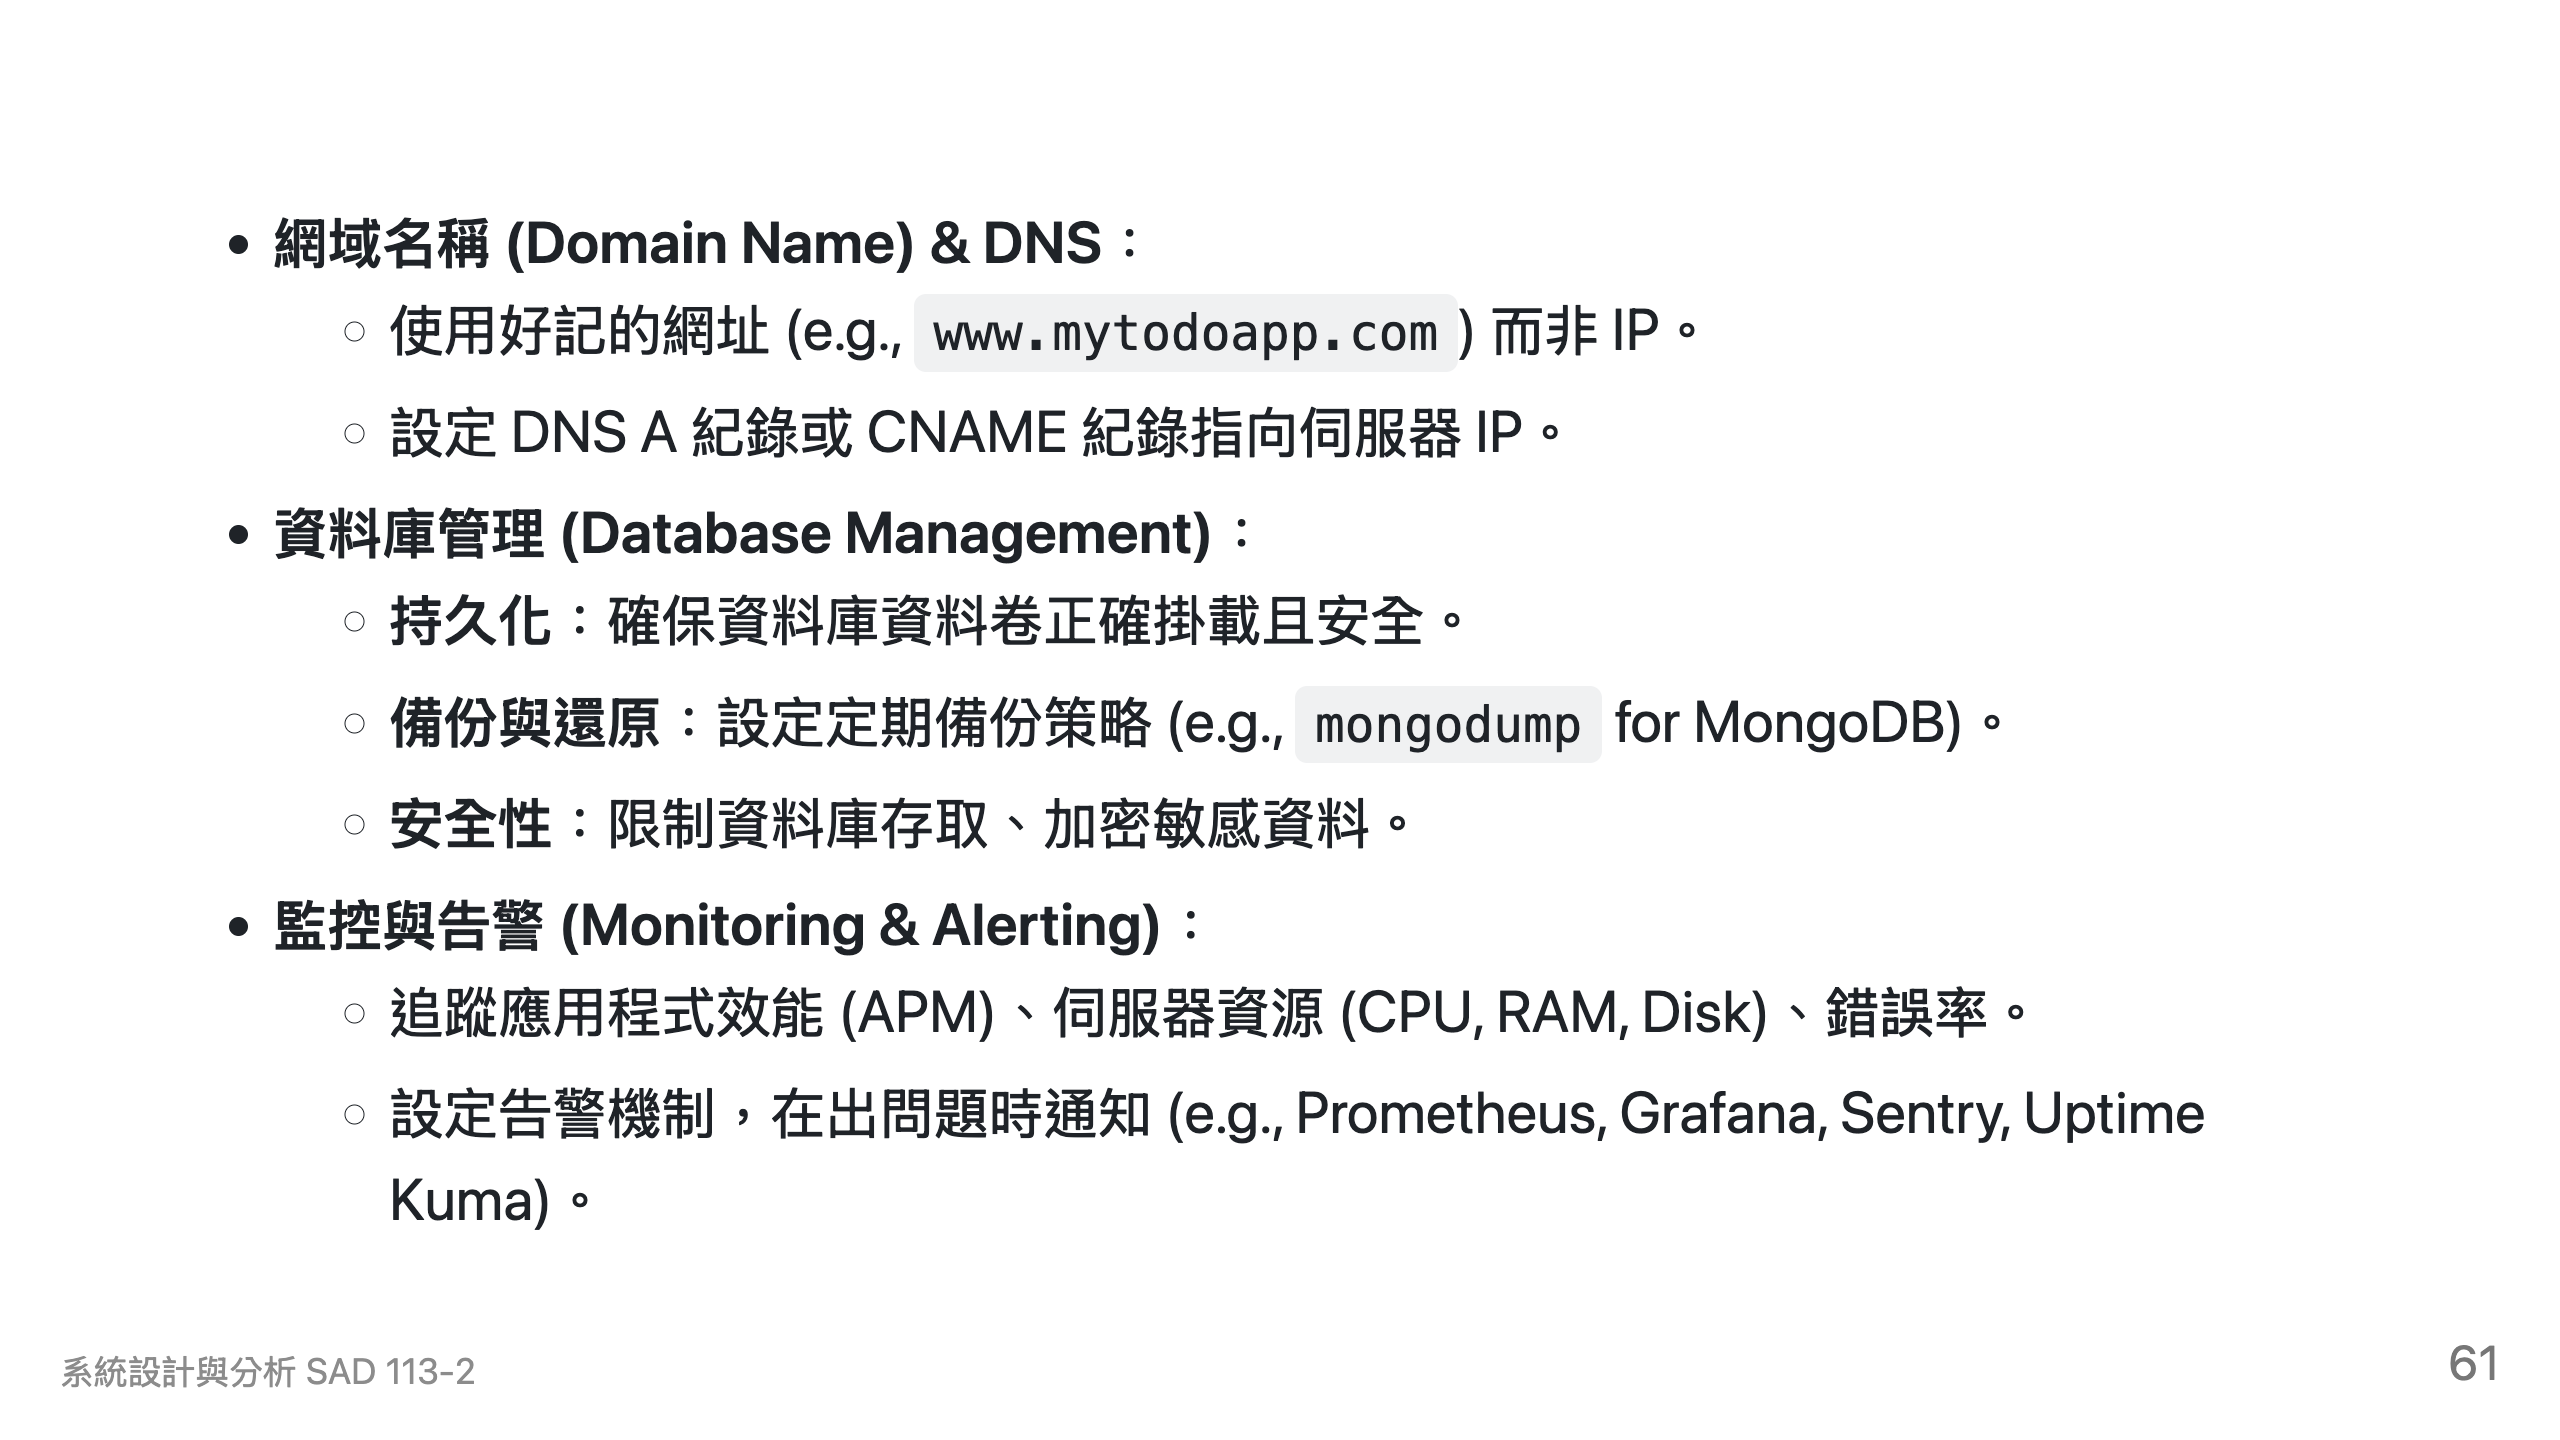 • 網域名稱 (Domain Name) & DNS：
○ 使用好記的網址 (e.g., www.mytodoapp.com) 而非 IP。
○ 設定 DNS A 紀錄或 CNAME 紀錄指向伺服器 IP。
• 資料庫管理 (Database Management)：
○ 持久化：確保資料庫資料卷正確掛載且安全。
○ 備份與還原：設定定期備份策略 (e.g., mongodump for MongoDB)。
○ 安全性：限制資料庫存取、加密敏感資料。
• 監控與告警 (Monitoring & Alerting)：
○ 追蹤應用程式效能 (APM)、伺服器資源 (CPU, RAM, Disk)、錯誤率。
○ 設定告警機制，在出問題時通知 (e.g., Prometheus, Grafana, Sentry, Uptime
Kuma)。
系統設計與分析 SAD 113-2
61